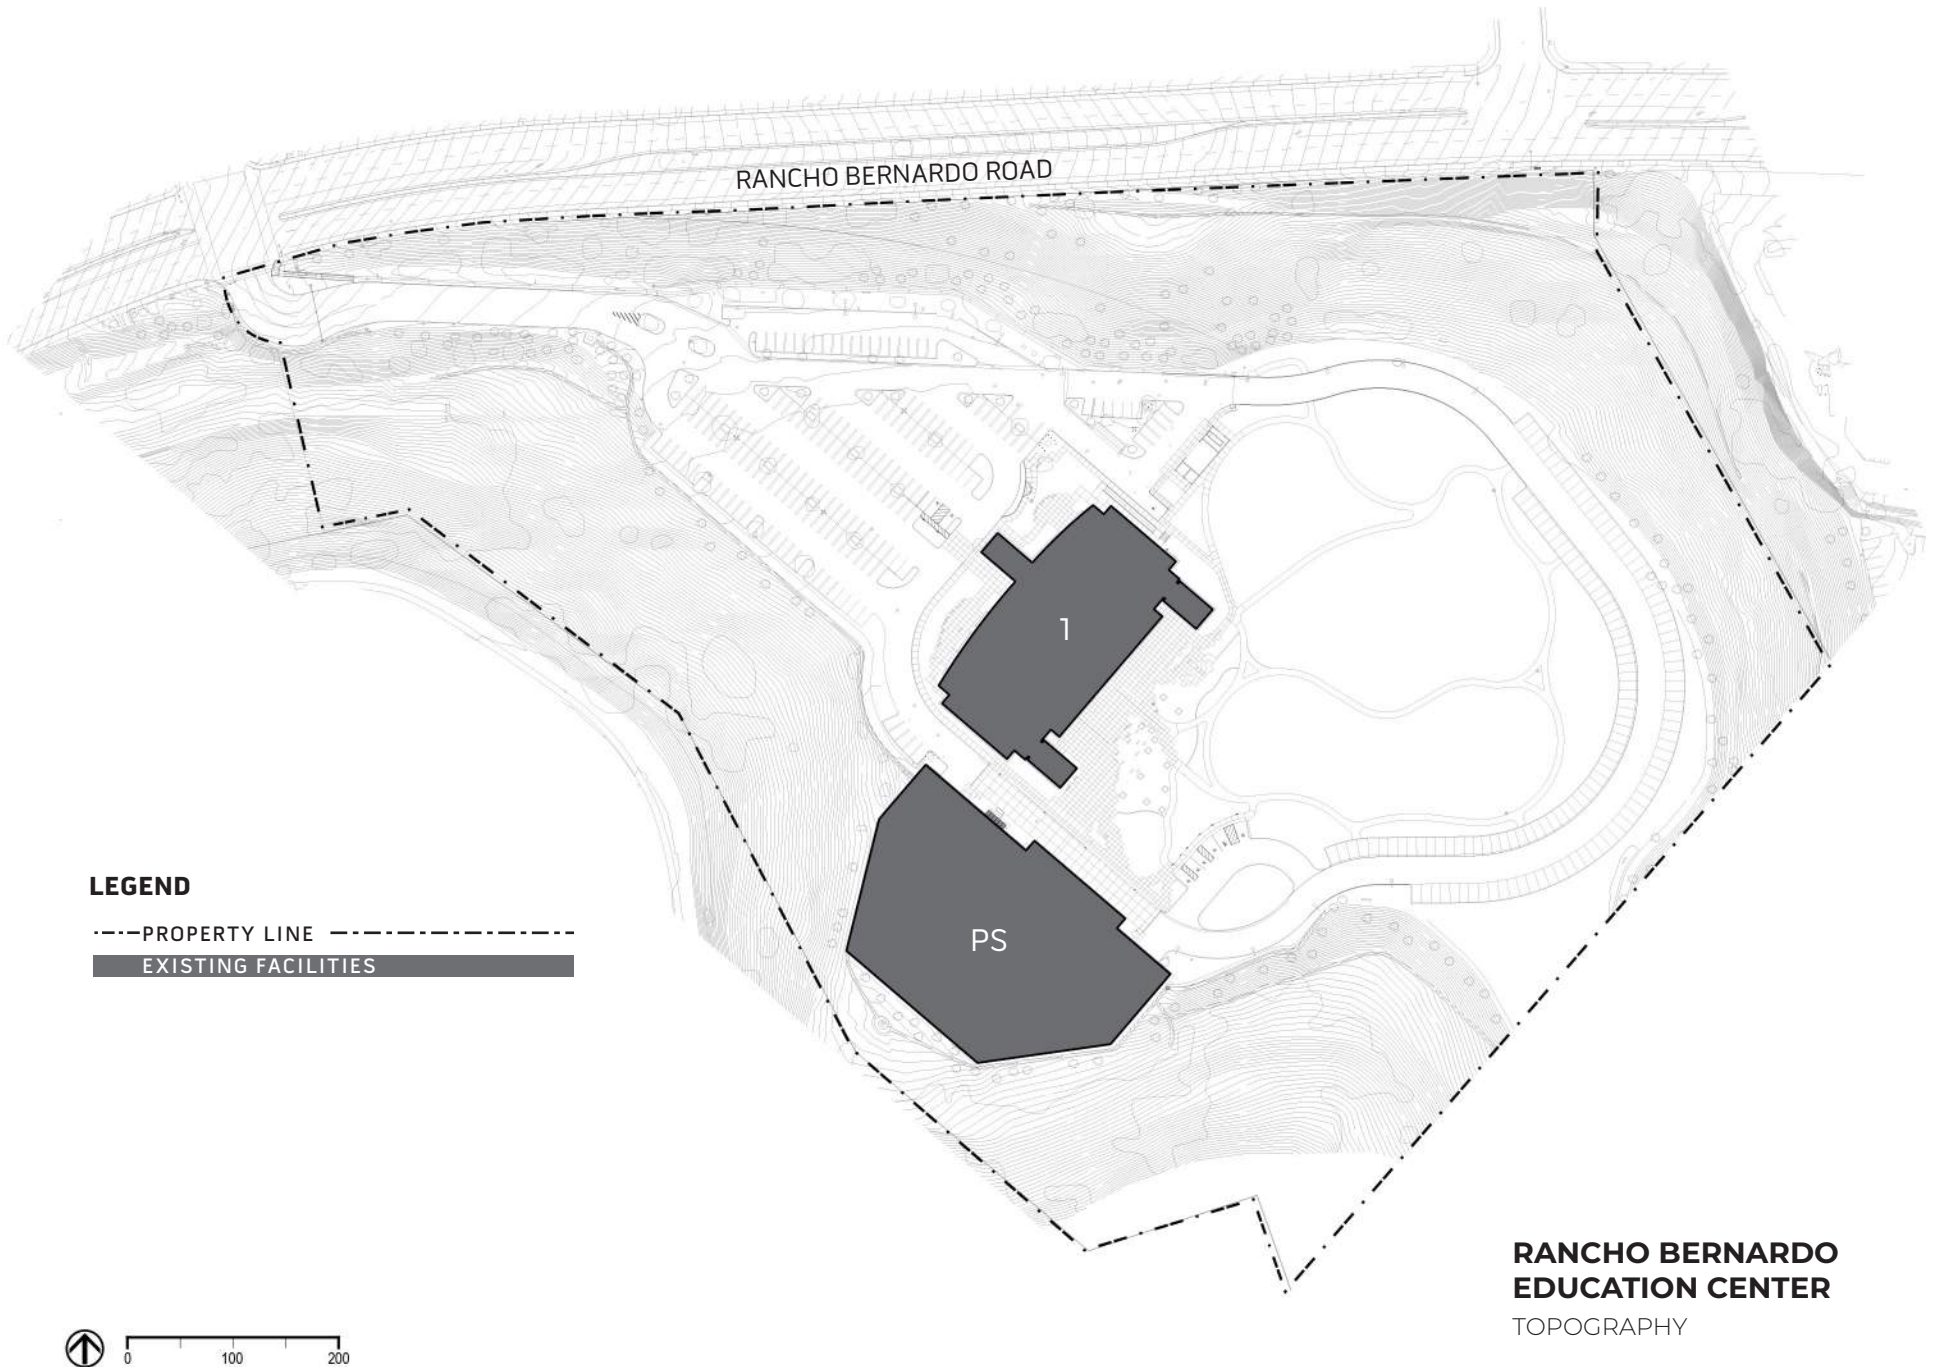 RANCHO BERNARDO ROAD
1
PS
LEGEND
PROPERTY LINE
EXISTING FACILITIES
RANCHO BERNARDO
EDUCATION CENTER
TOPOGRAPHY
0 100 200